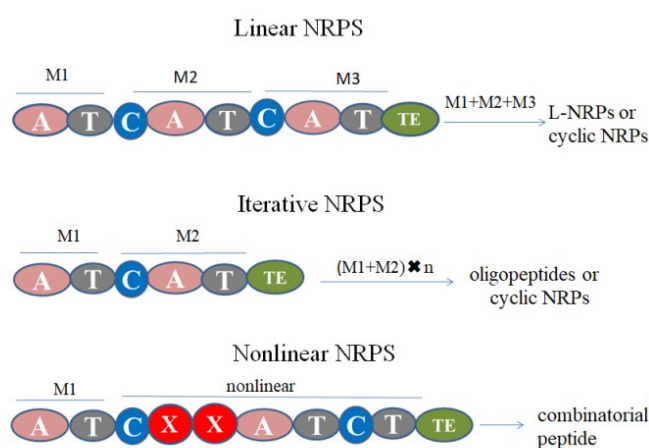 Linear NRPS
M1 M2 M3
A T C A T C A T TE
M1+M2+M3
L-NRPs or
cyclic NRPs
Iterative NRPS
M1 M2
A T C A T TE
(M1+M2)✖n
oligopeptides or
cyclic NRPs
Nonlinear NRPS
M1 nonlinear
A T C X X A T C T TE
combinatorial
peptide